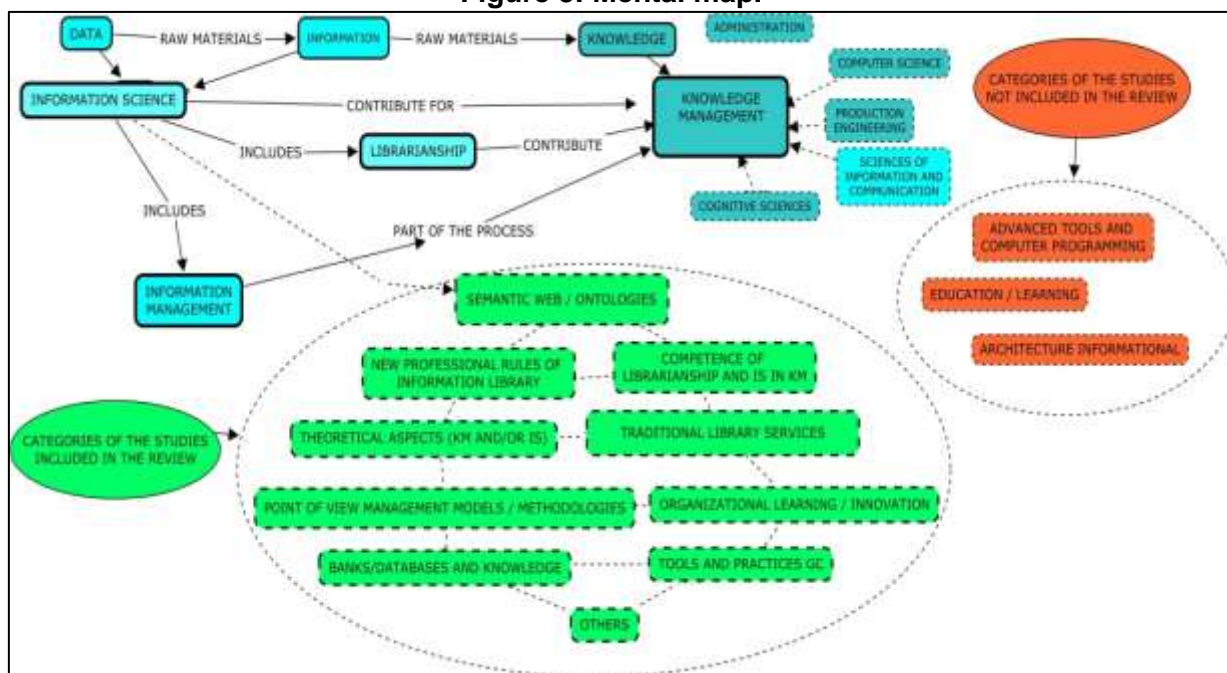 Figure 3. Mental map.
DATA
RAW MATERIALS
INFORMATION
RAW MATERIALS
KNOWLEDGE
ADMINISTRATION
COMPUTER SCIENCE
CATEGORIES OF THE STUDIES
NOT INCLUDED IN THE REVIEW
INFORMATION SCIENCE
CONTRIBUTE FOR
KNOWLEDGE
MANAGEMENT
PRODUCTION
ENGINEERING
INCLUDES
LIBRARIANSHIP
CONTRIBUTE
SCIENCES OF
INFORMATION AND
COMMUNICATION
COGNITIVE SCIENCES
INCLUDES
PART OF THE PROCESS
ADVANCED TOOLS AND
COMPUTER PROGRAMMING
INFORMATION
MANAGEMENT
SEMANTIC WEB / ONTOLOGIES
EDUCATION / LEARNING
ARCHITECTURE INFORMATIONAL
NEW PROFESSIONAL RULES OF
INFORMATION LIBRARY
COMPETENCE OF
LIBRARIANSHIP AND IS IN KM
CATEGORIES OF THE STUDIES
INCLUDED IN THE REVIEW
THEORETICAL ASPECTS (KM AND/OR IS)
TRADITIONAL LIBRARY SERVICES
POINT OF VIEW MANAGEMENT MODELS / METHODOLOGIES
ORGANIZATIONAL LEARNING / INNOVATION
BANKS/DATABASES AND KNOWLEDGE
TOOLS AND PRACTICES GC
OTHERS